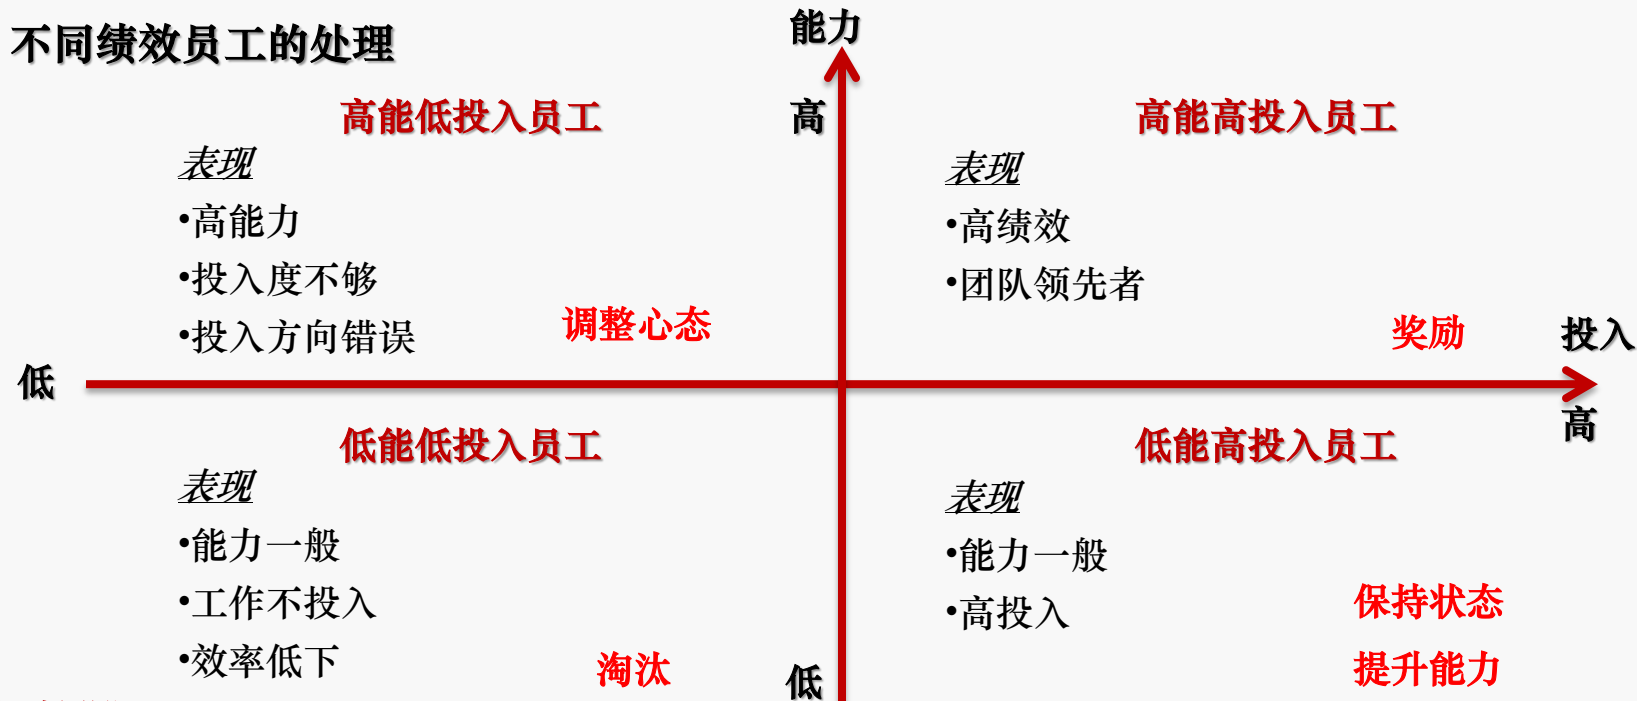 不同绩效员工的处理
能力
高
高能低投入员工
表现
•高能力
•投入度不够
•投入方向错误
调整心态
高能高投入员工
表现
•高绩效
•团队领先者
奖励
投入
低
高
低能低投入员工
表现
•能力一般
•工作不投入
•效率低下
淘汰
低能高投入员工
表现
•能力一般
•高投入
保持状态
提升能力
低